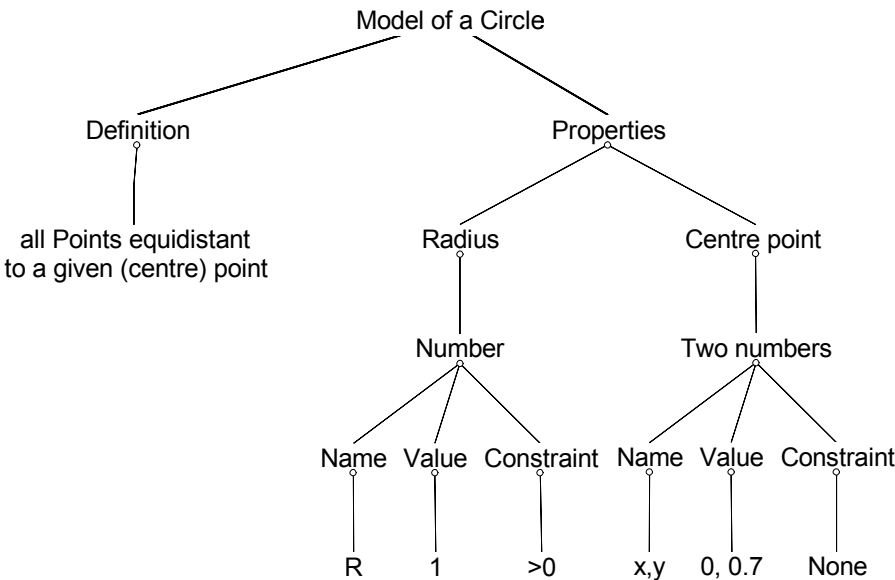 Model of a Circle
Definition
Properties
all Points equidistant
to a given (centre) point
Radius
Centre point
Number
Two numbers
Name
Value
Constraint
Name
Value
Constraint
R
1
>0
x,y
0, 0.7
None